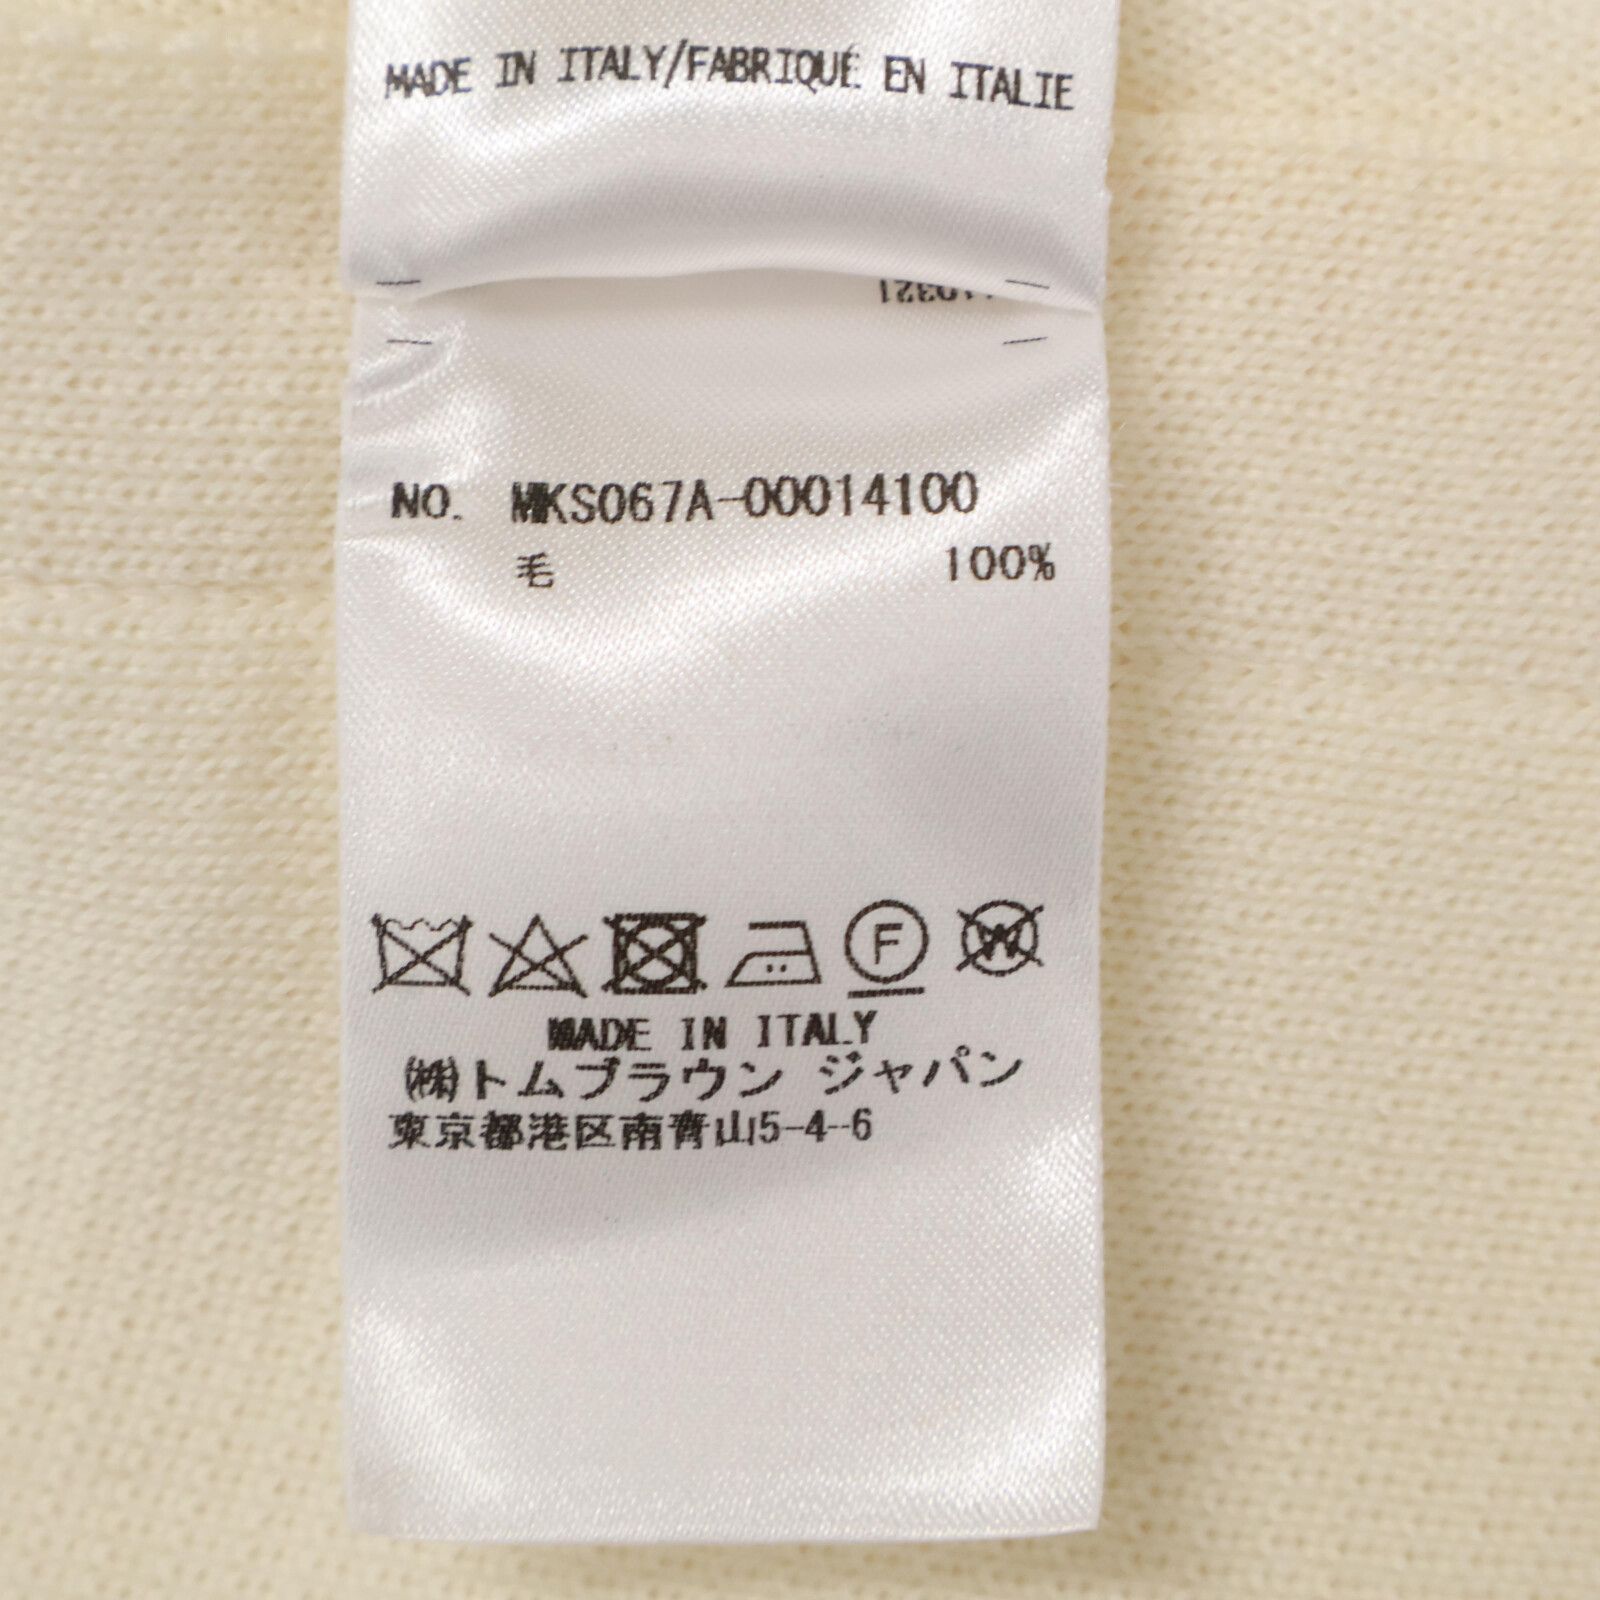 MADE IN ITALY/FABRIQUÉ EN ITALIE
NO. MKS067A-00014100
毛 100%
F W
MADE IN ITALY
㈱トムブラウン ジャパン
東京都港区南青山5-4-6